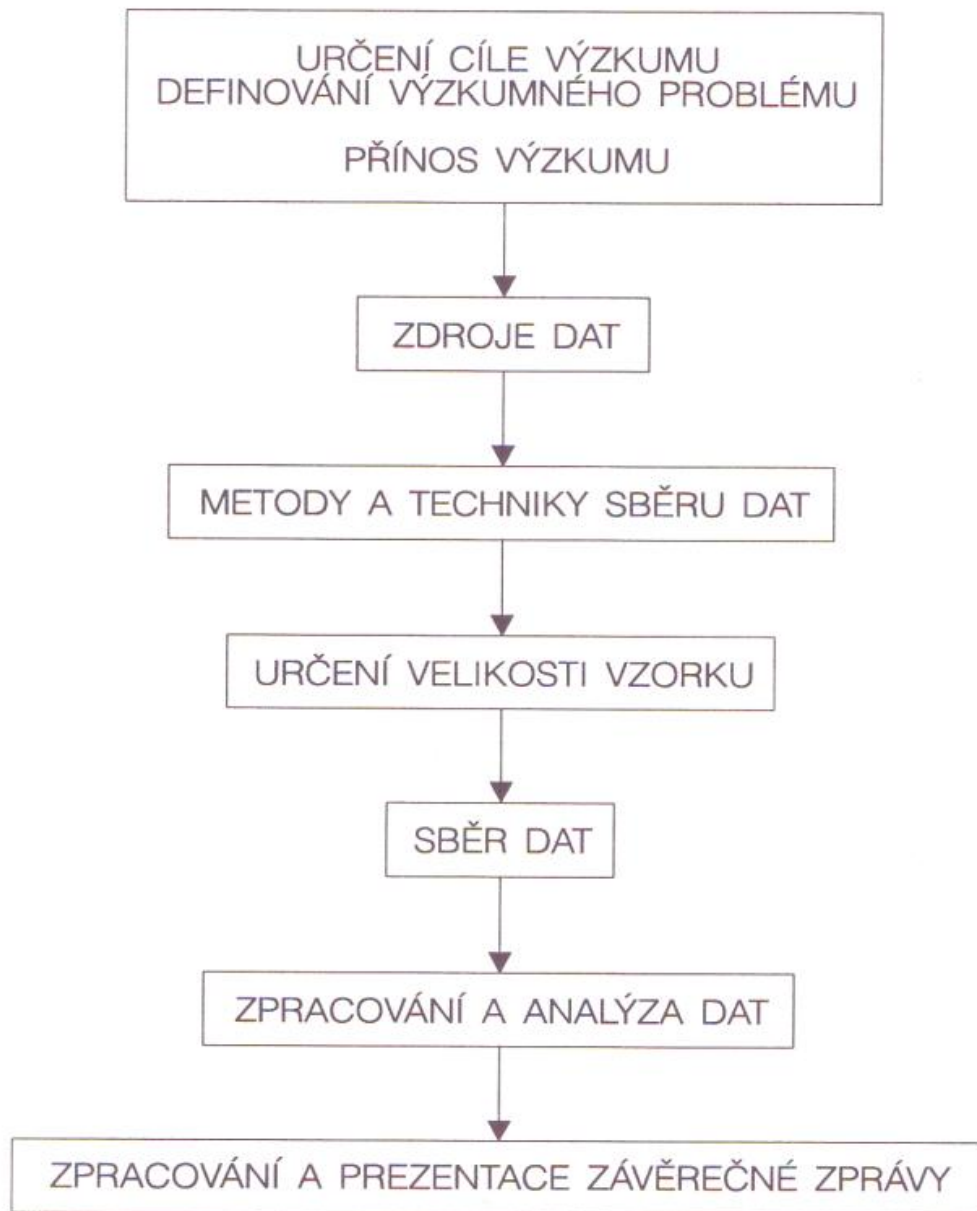 URČENÍ CÍLE VÝZKUMU
DEFINOVÁNÍ VÝZKUMNÉHO PROBLÉMU
PŘÍNOS VÝZKUMU
ZDROJE DAT
METODY A TECHNIKY SBĚRU DAT
URČENÍ VELIKOSTI VZORKU
SBĚR DAT
ZPRACOVÁNÍ A ANALÝZA DAT
ZPRACOVÁNÍ A PREZENTACE ZÁVĚREČNÉ ZPRÁVY